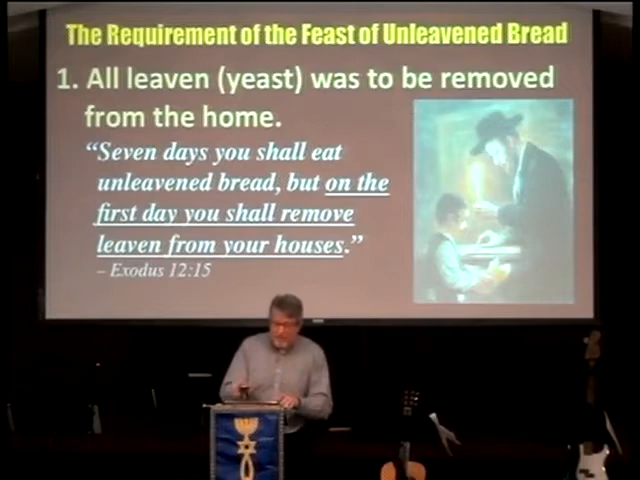 The Requirement of the Feast of Unleavened Bread
1. All leaven (yeast) was to be removed
from the home.
“Seven days you shall eat
unleavened bread, but on the
first day you shall remove
leaven from your houses.”
– Exodus 12:15